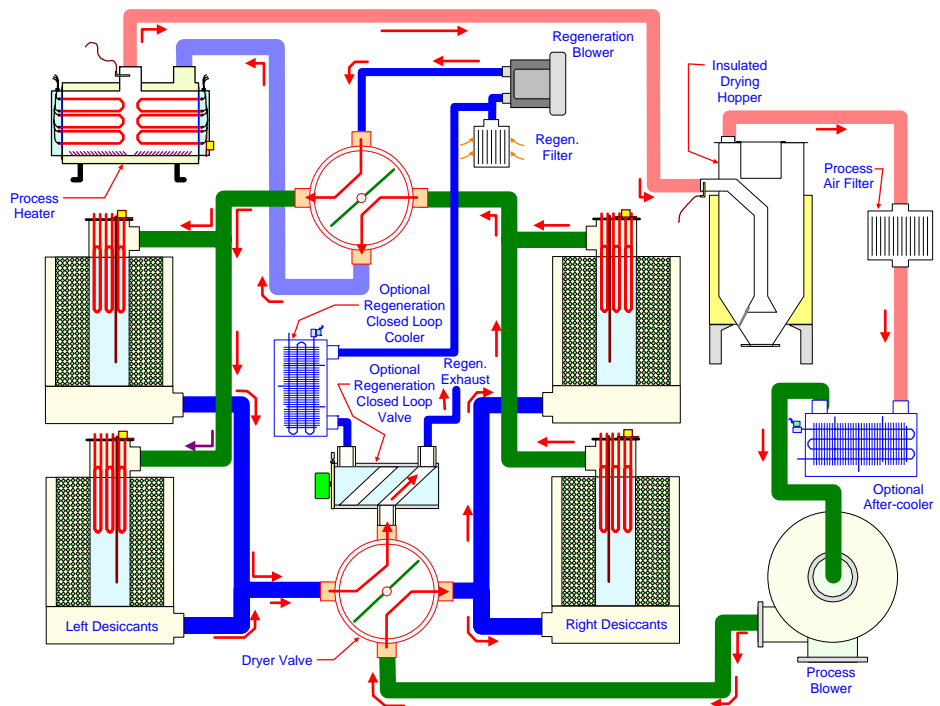 Regeneration
Blower
Insulated
Drying
Hopper
Regen.
Filter
Process
Air Filter
Process
Heater
Optional
Regeneration
Closed Loop
Cooler
Optional
Regeneration
Closed Loop
Valve
Regen.
Exhaust
Optional
After-cooler
Left Desiccants
Right Desiccants
Dryer Valve
Process
Blower